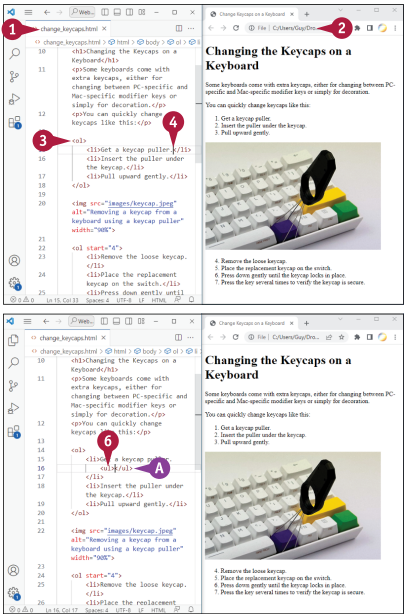 Web...
change_keycaps.html ×
change_keycaps.html > html > body > ol >
10 <h1>Changing the Keycaps on a
Keyboard</h1>
11 <p>Some keyboards come with
extra keycaps, either for
changing between PC-specific and
Mac-specific modifier keys or
simply for decoration.</p>
12 <p>You can quickly change
keycaps like this:</p>
3 <ol>
4
<li>Get a keycap puller.</li>
16 <li>Insert the puller under
the keycap.</li>
17 <li>Pull upward gently.</li>
18 </ol>
19
20 <img src="images/keycap.jpeg"
alt="Removing a keycap from a
keyboard using a keycap puller"
width="90%">
21
22 <ol start="4">
23 <li>Remove the loose keycap.
</li>
24 <li>Place the replacement
keycap on the switch.</li>
25 <li>Press down gently until
Ln 15, Col 33 Spaces: 4 UTF-8 LF HTML
1
2
Change Keycaps on a Keyboard ×
File | C:/Users/Guy/Dro...
Changing the Keycaps on a
Keyboard
Some keyboards come with extra keycaps, either for changing between PC-
specific and Mac-specific modifier keys or simply for decoration.
You can quickly change keycaps like this:
1. Get a keycap puller.
2. Insert the puller under the keycap.
3. Pull upward gently.
4. Remove the loose keycap.
5. Place the replacement keycap on the switch.
6. Press down gently until the keycap locks in place.
7. Press the key several times to verify the keycap is secure.
Web...
change_keycaps.html ×
change_keycaps.html > html > body > ol >
10 <h1>Changing the Keycaps on a
Keyboard</h1>
11 <p>Some keyboards come with
extra keycaps, either for
changing between PC-specific and
Mac-specific modifier keys or
simply for decoration.</p>
12 <p>You can quickly change
keycaps like this:</p>
13
6
14 <ol>
15 <li>Get a keycap puller.
16 <ul></ul>
A
17 </li>
18 <li>Insert the puller under
the keycap.</li>
19 <li>Pull upward gently.</li>
20 </ol>
21
22 <img src="images/keycap.jpeg"
alt="Removing a keycap from a
keyboard using a keycap puller"
width="90%">
23
24 <ol start="4">
25 <li>Remove the loose keycap.
</li>
26 <li>Place the replacement
Ln 16, Col 17 Spaces: 4 UTF-8 LF HTML
Change Keycaps on a Keyboard ×
File | C:/Users/Guy/Dro...
Changing the Keycaps on a
Keyboard
Some keyboards come with extra keycaps, either for changing between PC-
specific and Mac-specific modifier keys or simply for decoration.
You can quickly change keycaps like this:
1. Get a keycap puller.
2. Insert the puller under the keycap.
3. Pull upward gently.
4. Remove the loose keycap.
5. Place the replacement keycap on the switch.
6. Press down gently until the keycap locks in place.
7. Press the key several times to verify the keycap is secure.